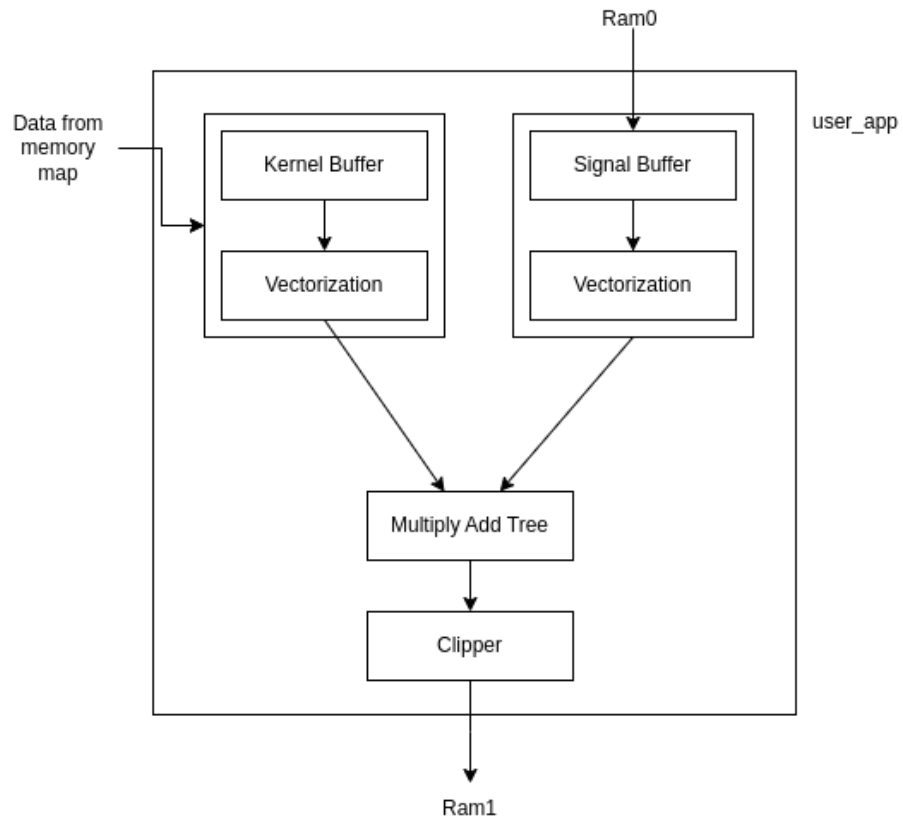 Ram0
Data from
memory
map
user_app
Kernel Buffer
Signal Buffer
Vectorization
Vectorization
Multiply Add Tree
Clipper
Ram1